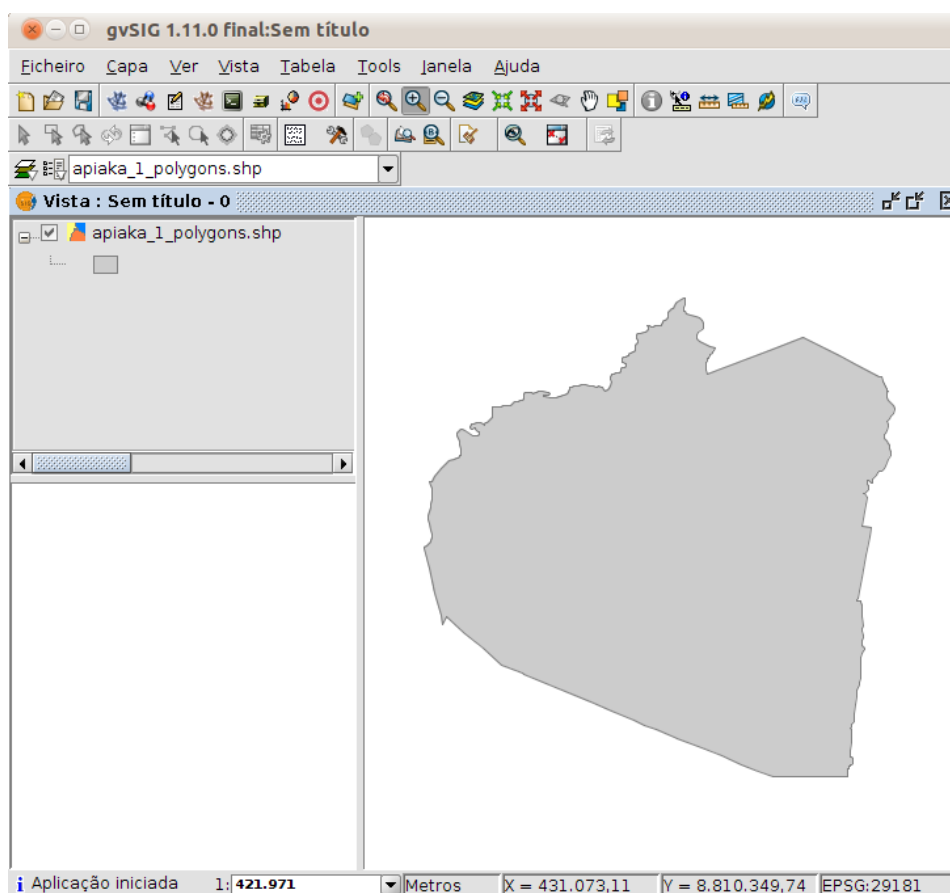 gvSIG 1.11.0 final:Sem título
Ficheiro Capa Ver Vista Tabela Tools Janela Ajuda
apiaka_1_polygons.shp
Vista : Sem título - 0
apiaka_1_polygons.shp
Aplicação iniciada 1: 421.971 Metros X = 431.073,11 Y = 8.810.349,74 EPSG:29181